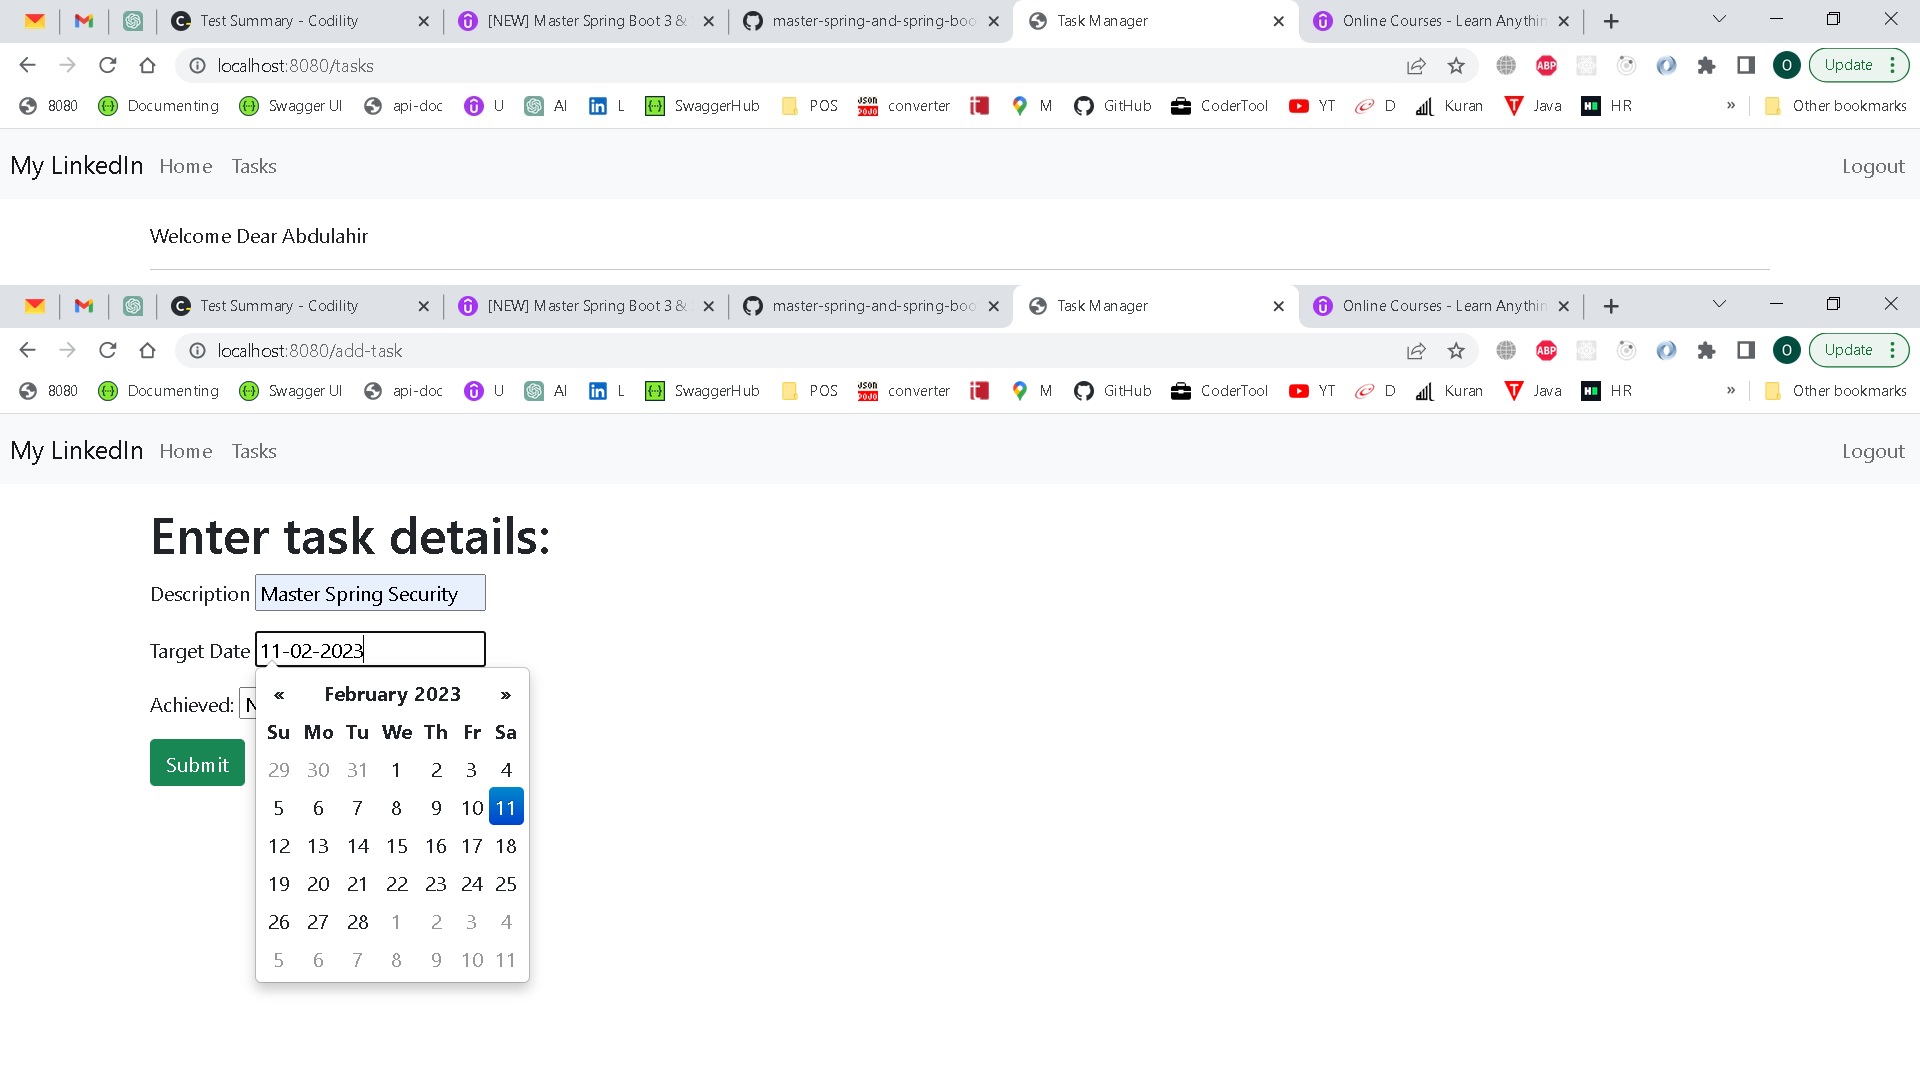 Test Summary - Codility [NEW] Master Spring Boot 3 & master-spring-and-spring-boo Task Manager Online Courses - Learn Anythin
localhost:8080/tasks ABP O Update
8080 Documenting Swagger UI api-doc U AI L SwaggerHub POS JSON POJO converter M GitHub CoderTool YT D Kuran Java H HR » Other bookmarks
My LinkedIn Home Tasks Logout
Welcome Dear Abdulahir
Test Summary - Codility [NEW] Master Spring Boot 3 & master-spring-and-spring-boo Task Manager Online Courses - Learn Anythin
localhost:8080/add-task ABP O Update
8080 Documenting Swagger UI api-doc U AI L SwaggerHub POS JSON POJO converter M GitHub CoderTool YT D Kuran Java H HR » Other bookmarks
My LinkedIn Home Tasks Logout
Enter task details:
Description Master Spring Security
Target Date 11-02-2023
« February 2023 »
Achieved: N
Su Mo Tu We Th Fr Sa
Submit
29 30 31 1 2 3 4
5 6 7 8 9 10 11
12 13 14 15 16 17 18
19 20 21 22 23 24 25
26 27 28 1 2 3 4
5 6 7 8 9 10 11